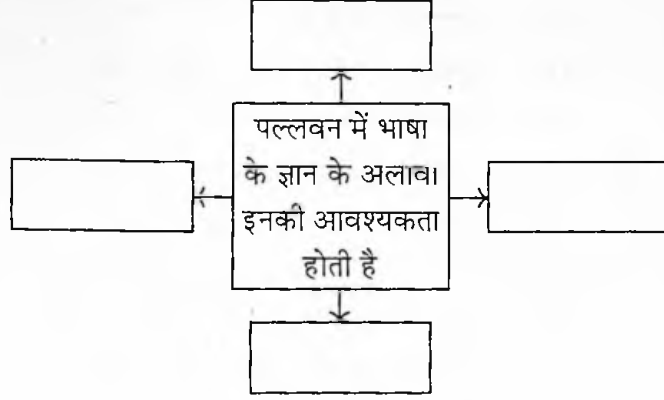 पल्लवन में भाषा
के ज्ञान के अलावा
इनकी आवश्यकता
होती है